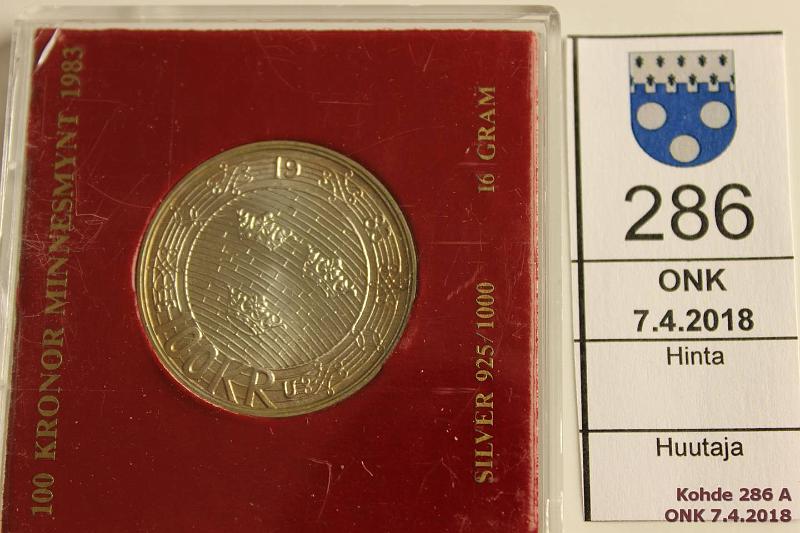 100 KRONOR MINNESMYNT 1983
SILVER 925/1000 16 GRAM
19
100 KR U
286
ONK
7.4.2018
Hinta
Huutaja
Kohde 286 A
ONK 7.4.2018